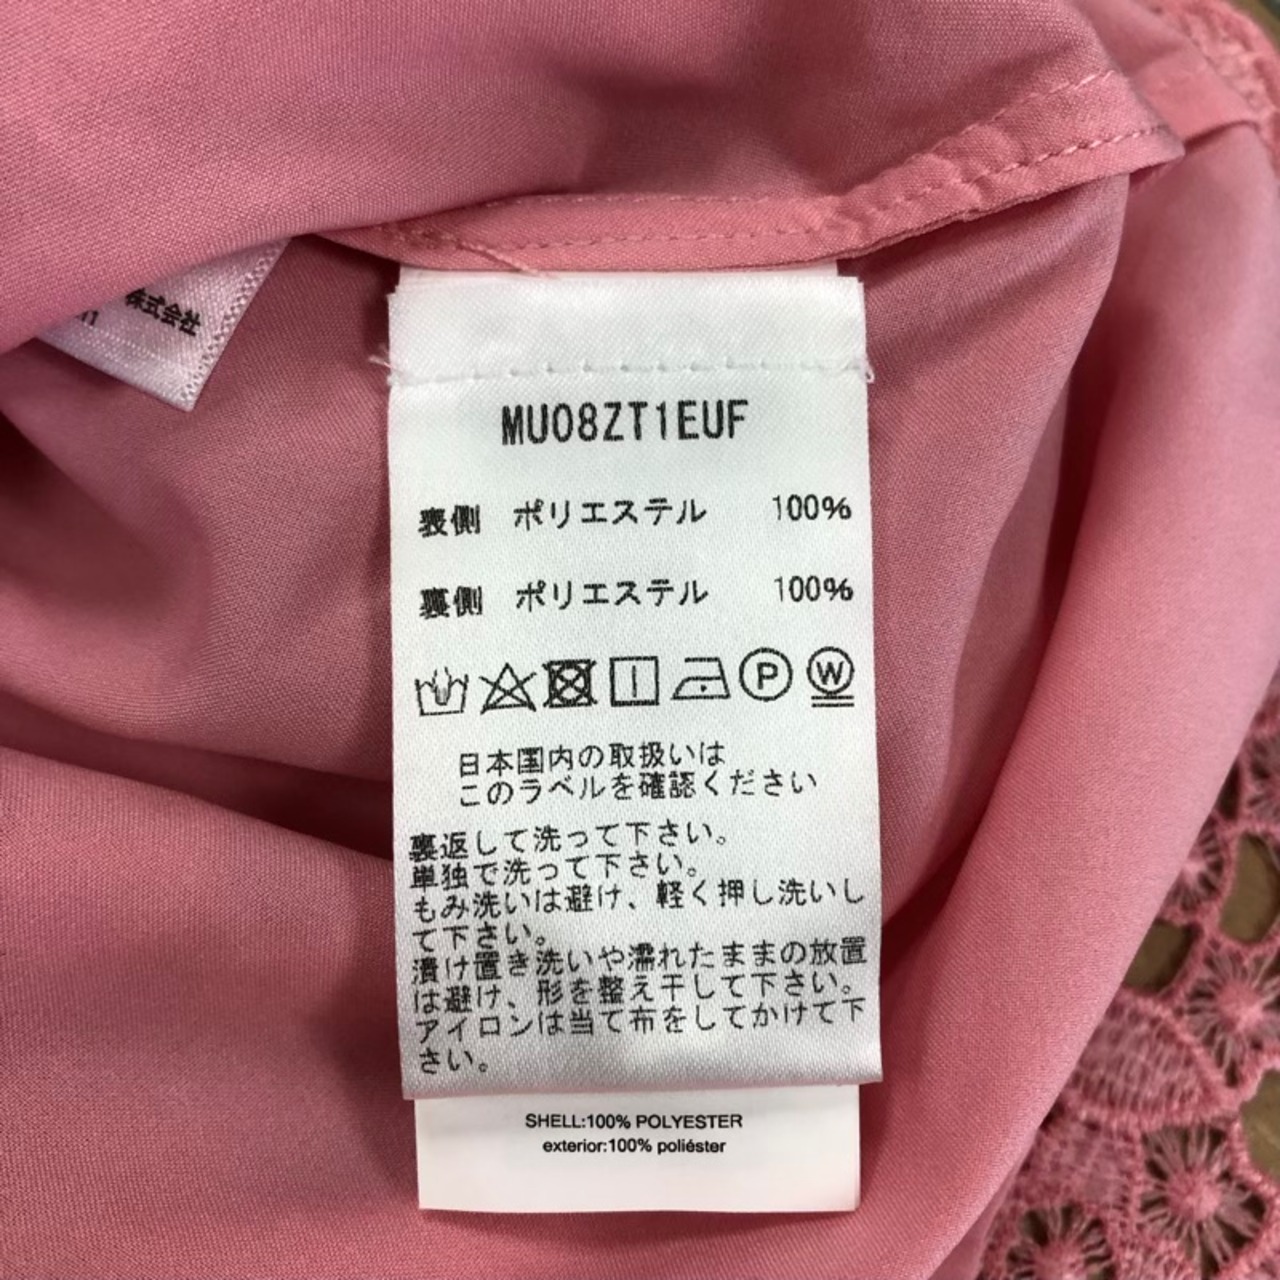 株式会社
MU08ZT1EUF
表側 ポリエステル 100%
裏側 ポリエステル 100%
P W
日本国内の取扱いは
このラベルを確認ください
裏返して洗って下さい。
単独で洗って下さい。
もみ洗いは避け、軽く押し洗いし
て下さい。
漬け置き洗いや濡れたままの放置
は避け、形を整え干して下さい。
アイロンは当て布をしてかけて下
さい。
SHELL:100% POLYESTER
exterior:100% poliéster